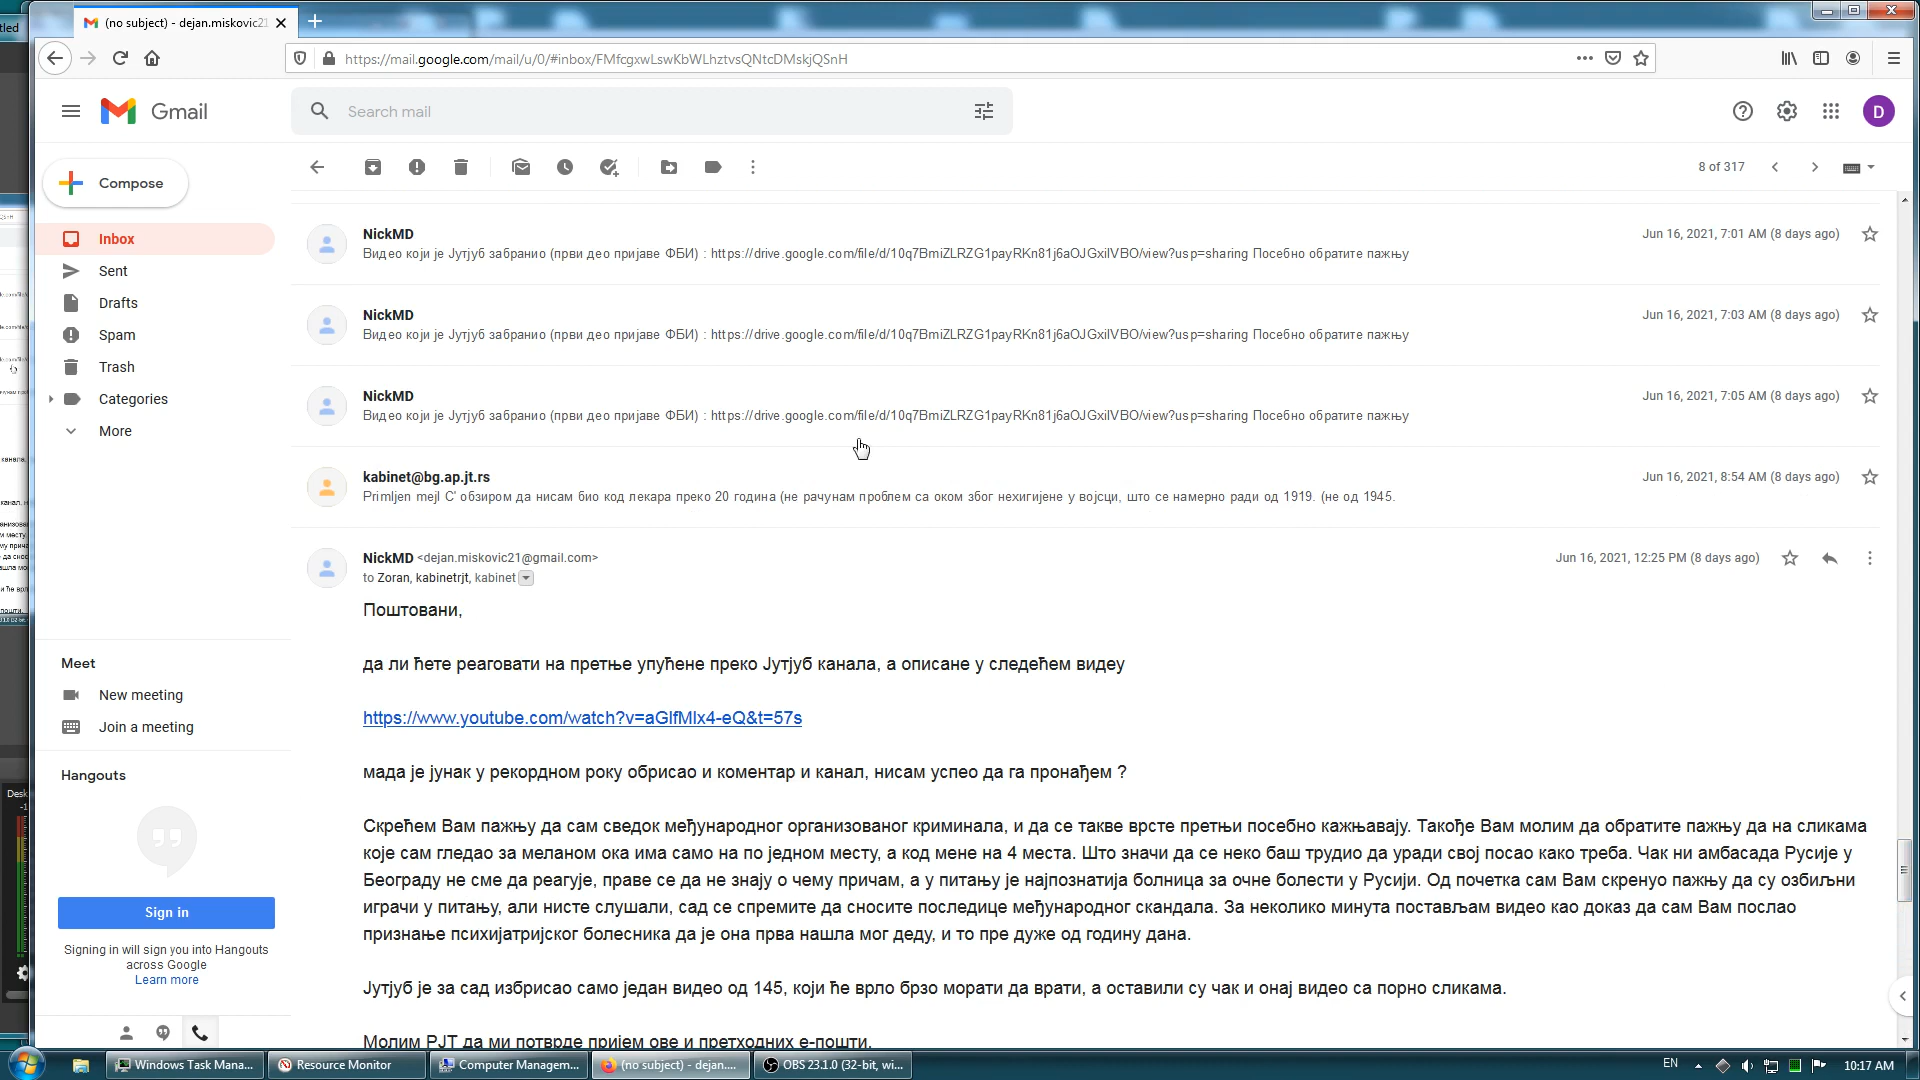 (no subject) - dejan.miskovic21
https://mail.google.com/mail/u/0/#inbox/FMfcgxwLswKbWLhztvsQNtcDMskjQSnH
Gmail
Search mail
D
Compose
8 of 317
Inbox
Sent
Drafts
Spam
Trash
Categories
More
Meet
New meeting
Join a meeting
Hangouts
Sign in
Signing in will sign you into Hangouts
across Google
Learn more
NickMD
Jun 16, 2021, 7:01 AM (8 days ago)
Видео који је Јутјуб забранио (први део пријаве ФБИ) : https://drive.google.com/file/d/10q7BmiZLRZG1payRKn81j6aOJGxilVBO/view?usp=sharing Посебно обратите пажњу
NickMD
Jun 16, 2021, 7:03 AM (8 days ago)
Видео који је Јутјуб забранио (први део пријаве ФБИ) : https://drive.google.com/file/d/10q7BmiZLRZG1payRKn81j6aOJGxilVBO/view?usp=sharing Посебно обратите пажњу
NickMD
Jun 16, 2021, 7:05 AM (8 days ago)
Видео који је Јутјуб забранио (први део пријаве ФБИ) : https://drive.google.com/file/d/10q7BmiZLRZG1payRKn81j6aOJGxilVBO/view?usp=sharing Посебно обратите пажњу
kabinet@bg.ap.jt.rs
Jun 16, 2021, 8:54 AM (8 days ago)
Primljen mejl С' обзиром да нисам био код лекара преко 20 година (не рачунам проблем са оком због нехигијене у војсци, што се намерно ради од 1919. (не од 1945.
NickMD <dejan.miskovic21@gmail.com>
Jun 16, 2021, 12:25 PM (8 days ago)
to Zoran, kabinetrjt, kabinet
Поштовани,
да ли ћете реаговати на претње упућене преко Јутјуб канала, а описане у следећем видеу
https://www.youtube.com/watch?v=aGlfMlx4-eQ&t=57s
мада је јунак у рекордном року обрисао и коментар и канал, нисам успео да га пронађем ?
Скрећем Вам пажњу да сам сведок међународног организованог криминала, и да се такве врсте претњи посебно кажњавају. Такође Вам молим да обратите пажњу да на сликама
које сам гледао за меланом ока има само на по једном месту, а код мене на 4 места. Што значи да се неко баш трудио да уради свој посао како треба. Чак ни амбасада Русије у
Београду не сме да реагује, праве се да не знају о чему причам, а у питању је најпознатија болница за очне болести у Русији. Од почетка сам Вам скренуо пажњу да су озбиљни
играчи у питању, али нисте слушали, сад се спремите да сносите последице међународног скандала. За неколико минута постављам видео као доказ да сам Вам послао
признање психијатријског болесника да је она прва нашла мог деду, и то пре дуже од годину дана.
Јутјуб је за сад избрисао само један видео од 145, који ће врло брзо морати да врати, а оставили су чак и онај видео са порно сликама.
Молим РЈТ да ми потврде пријем ове и претходних е-пошти.
Windows Task Mana...
Resource Monitor
Computer Managem...
(no subject) - dejan....
OBS 23.1.0 (32-bit, wi...
EN
10:17 AM